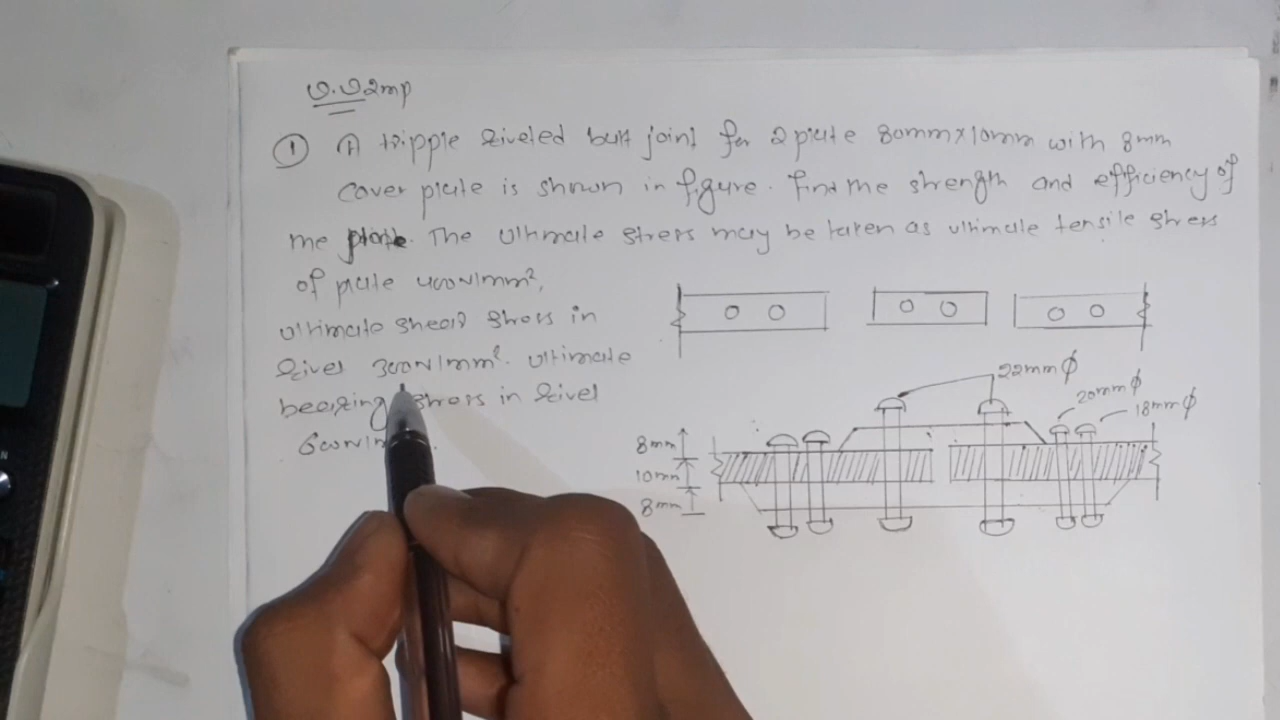 ① A tripple riveted butt joint for 2 plate 80mm×10mm with 8mm
cover plate is shown in figure. find the strength and efficiency of
the plate. The ultimate stress may be taken as ultimate tensile stress
of plate 400N/mm²,
ultimate shear stress in
rivet 300N/mm². ultimate
bearing stress in rivet
600N/m
22mm ϕ
20mm ϕ
18mm ϕ
8mm
10mm
8mm
N